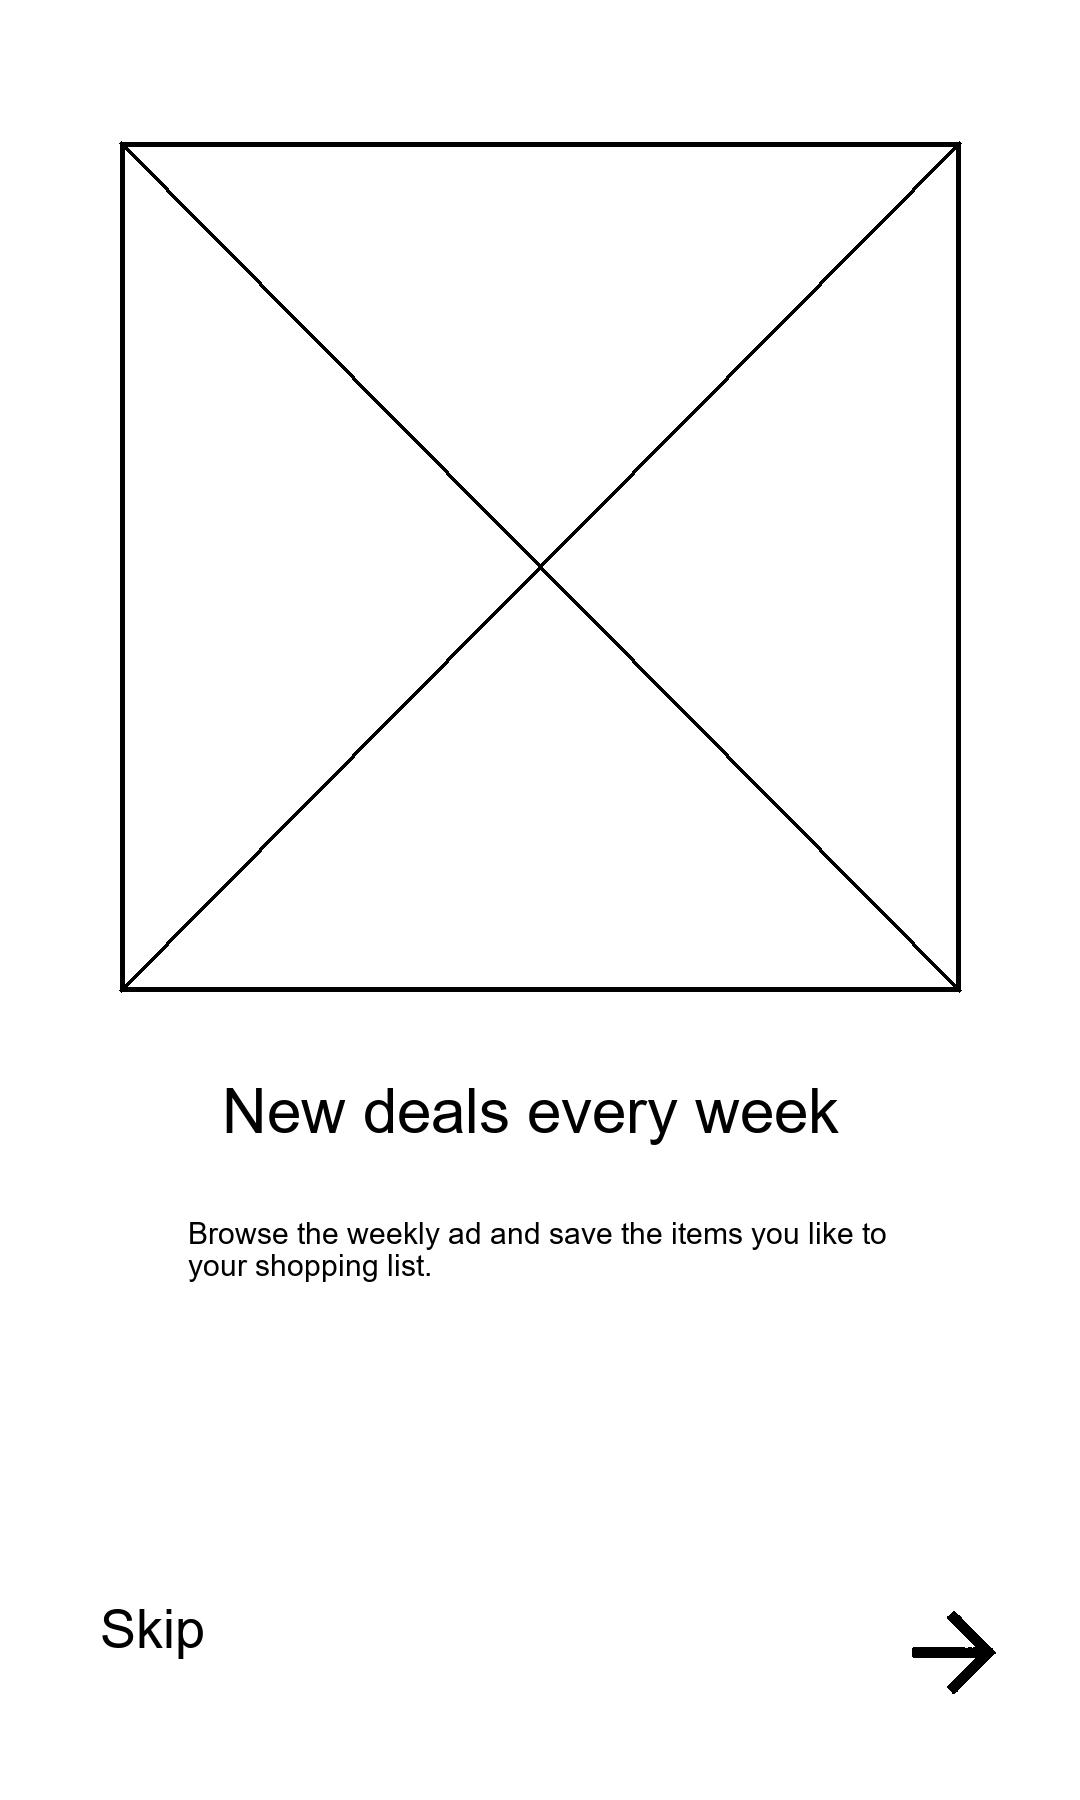 New deals every week
Browse the weekly ad and save the items you like to
your shopping list.
Skip